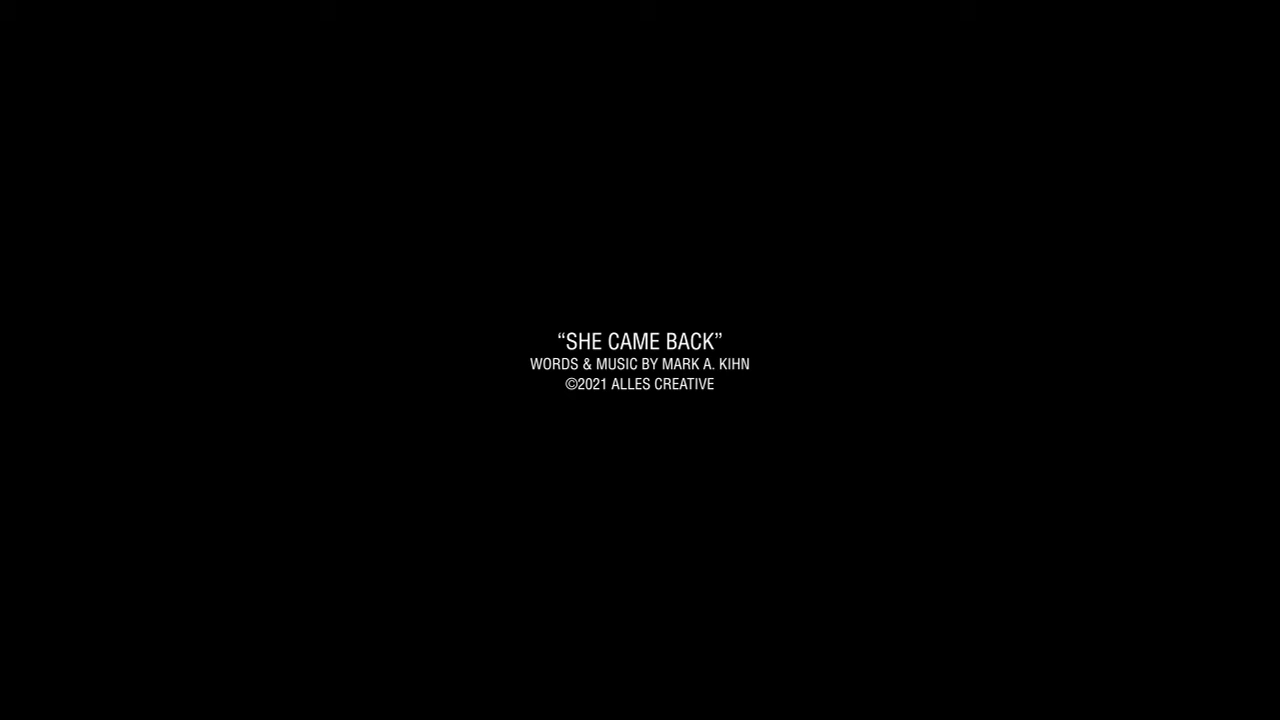 “SHE CAME BACK”
WORDS & MUSIC BY MARK A. KIHN
©2021 ALLES CREATIVE